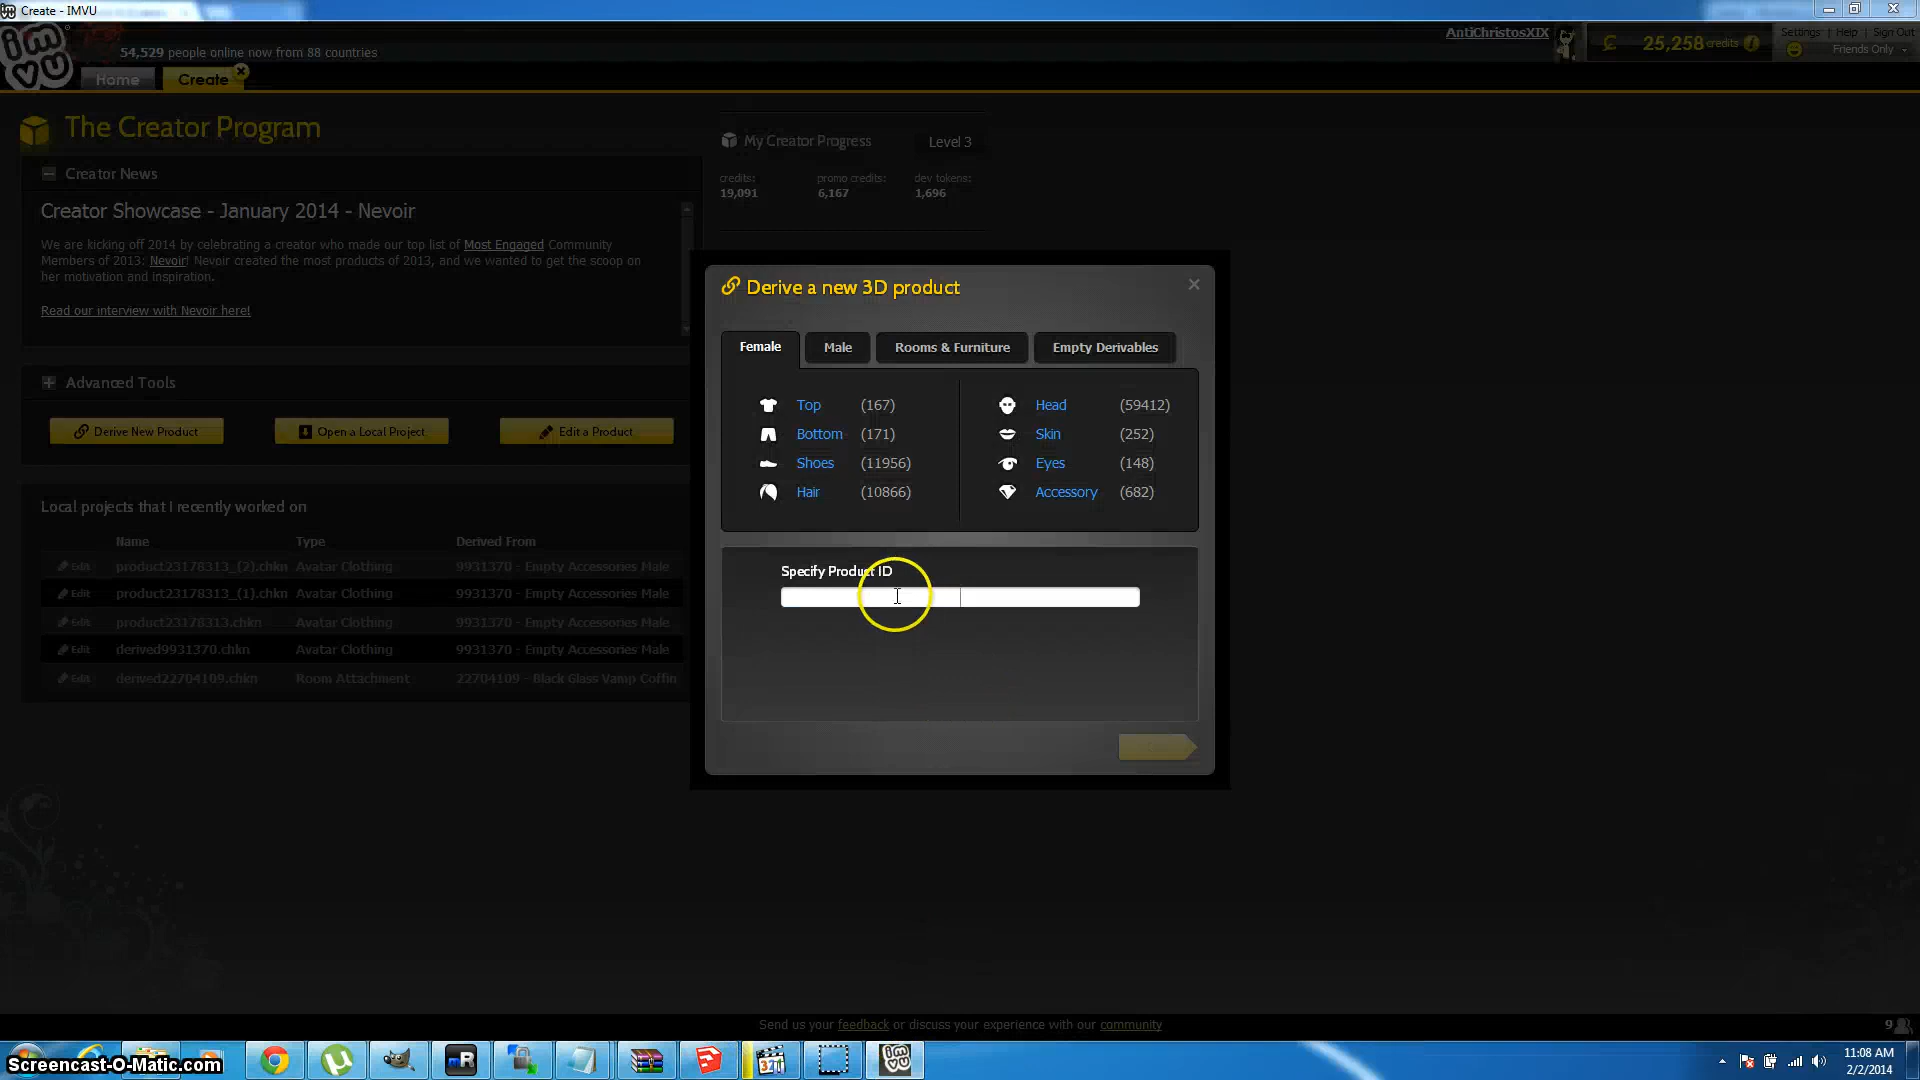 Create - IMVU
imvu
54,529 people online now from 88 countries
AntiChristosXIX
25,258 credits
Settings | Help | Sign Out
Friends Only
Home
Create
The Creator Program
Creator News
Creator Showcase - January 2014 - Nevoir
We are kicking off 2014 by celebrating a creator who made our top list of Most Engaged Community
Members of 2013: Nevoir! Nevoir created the most products of 2013, and we wanted to get the scoop on
her motivation and inspiration.
Read our interview with Nevoir here!
My Creator Progress
Level 3
credits: promo credits: dev tokens:
19,091 6,167 1,696
Advanced Tools
Derive New Product
Open a Local Project
Edit a Product
Local projects that I recently worked on
Name Type Derived From
Edit product23178313_(2).chkn Avatar Clothing 9931370 - Empty Accessories Male
Edit product23178313_(1).chkn Avatar Clothing 9931370 - Empty Accessories Male
Edit product23178313.chkn Avatar Clothing 9931370 - Empty Accessories Male
Edit derived9931370.chkn Avatar Clothing 9931370 - Empty Accessories Male
Edit derived22704109.chkn Room Attachment 22704109 - Black Glass Vamp Coffin
Derive a new 3D product
Female
Male
Rooms & Furniture
Empty Derivables
Top (167)
Bottom (171)
Shoes (11956)
Hair (10866)
Head (59412)
Skin (252)
Eyes (148)
Accessory (682)
Specify Product ID
Send us your feedback or discuss your experience with our community
9
Screencast-O-Matic.com
R
321
imvu
11:08 AM
2/2/2014